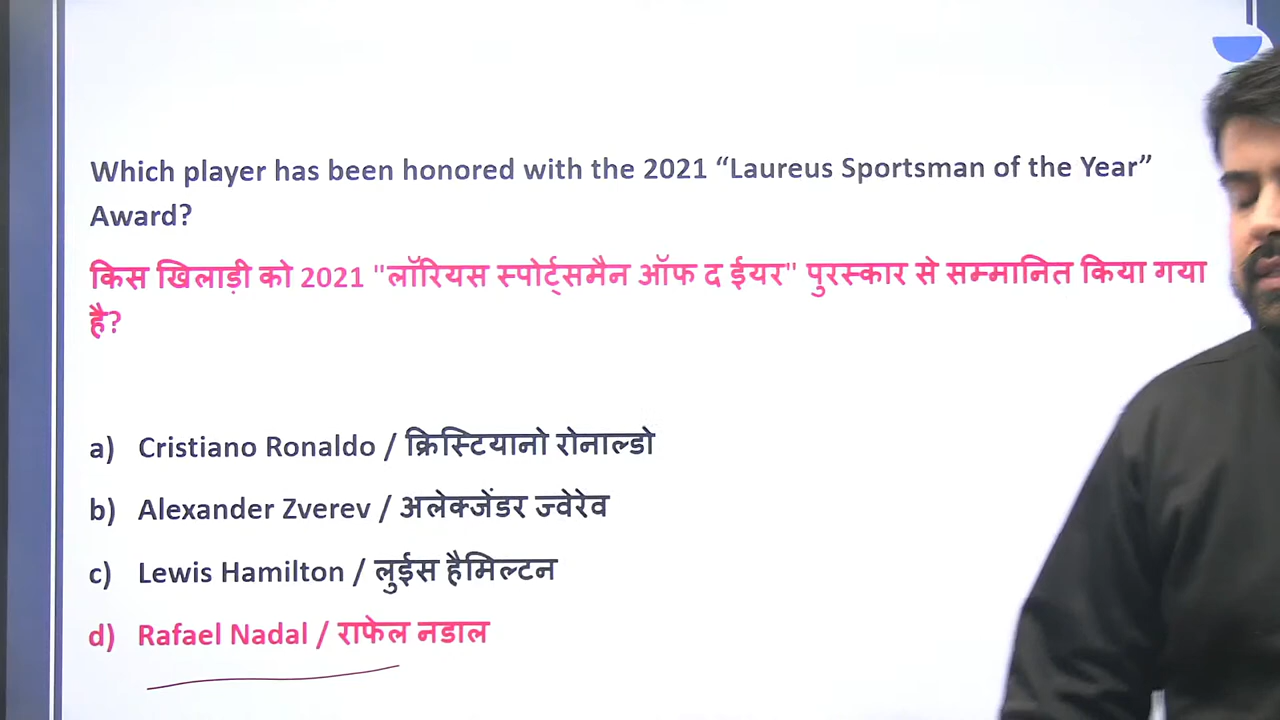 Which player has been honored with the 2021 “Laureus Sportsman of the Year”
Award?
किस खिलाड़ी को 2021 "लॉरियस स्पोर्ट्समैन ऑफ द ईयर" पुरस्कार से सम्मानित किया गया
है?
a) Cristiano Ronaldo / क्रिस्टियानो रोनाल्डो
b) Alexander Zverev / अलेक्जेंडर ज्वेरेव
c) Lewis Hamilton / लुईस हैमिल्टन
d) Rafael Nadal / राफेल नडाल